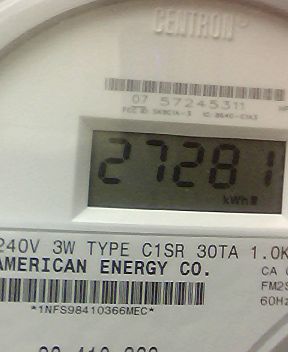 CENTRON®
07 57245311
27281
kWh
240V 3W TYPE C1SR 30TA 1.0K
AMERICAN ENERGY CO.
CA
FM2S
60Hz
*1NFS98410366MEC*